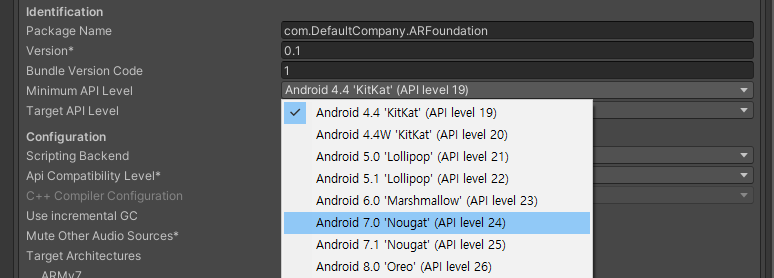 Identification
Package Name com.DefaultCompany.ARFoundation
Version* 0.1
Bundle Version Code 1
Minimum API Level Android 4.4 'KitKat' (API level 19)
Target API Level Android 4.4 'KitKat' (API level 19)
Android 4.4W 'KitKat' (API level 20)
Configuration
Scripting Backend Android 5.0 'Lollipop' (API level 21)
Api Compatibility Level* Android 5.1 'Lollipop' (API level 22)
C++ Compiler Configuration Android 6.0 'Marshmallow' (API level 23)
Use incremental GC Android 7.0 'Nougat' (API level 24)
Mute Other Audio Sources* Android 7.1 'Nougat' (API level 25)
Target Architectures Android 8.0 'Oreo' (API level 26)
ARMv7